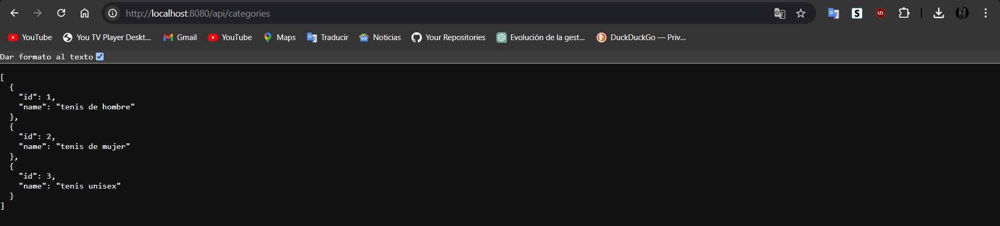 http://localhost:8080/api/categories
YouTube You TV Player Deskt... Gmail YouTube Maps Traducir Noticias Your Repositories Evolución de la gest... DuckDuckGo — Priv...
Dar formato al texto
[
  {
    "id": 1,
    "name": "tenis de hombre"
  },
  {
    "id": 2,
    "name": "tenis de mujer"
  },
  {
    "id": 3,
    "name": "tenis unisex"
  }
]